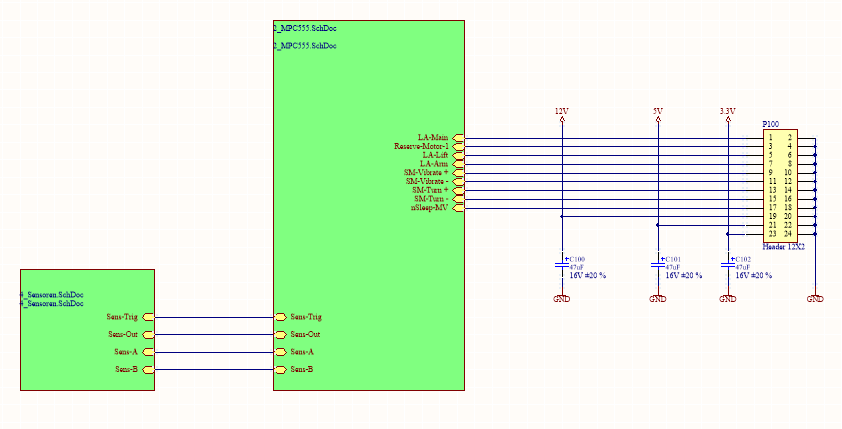 2_MPC555.SchDoc
2_MPC555.SchDoc
12V
5V
3.3V
P100
LA-Main
1 2
Reserve-Motor-1
3 4
LA-Lift
5 6
LA-Arm
7 8
SM-Vibrate +
9 10
SM-Vibrate -
11 12
SM-Turn +
13 14
SM-Turn -
15 16
nSleep-MV
17 18
19 20
21 22
23 24
Header 12X2
C100
47uF
16V ±20 %
C101
47uF
16V ±20 %
C102
47uF
16V ±20 %
GND
GND
GND
GND
4_Sensoren.SchDoc
4_Sensoren.SchDoc
Sens-Trig
Sens-Trig
Sens-Out
Sens-Out
Sens-A
Sens-A
Sens-B
Sens-B